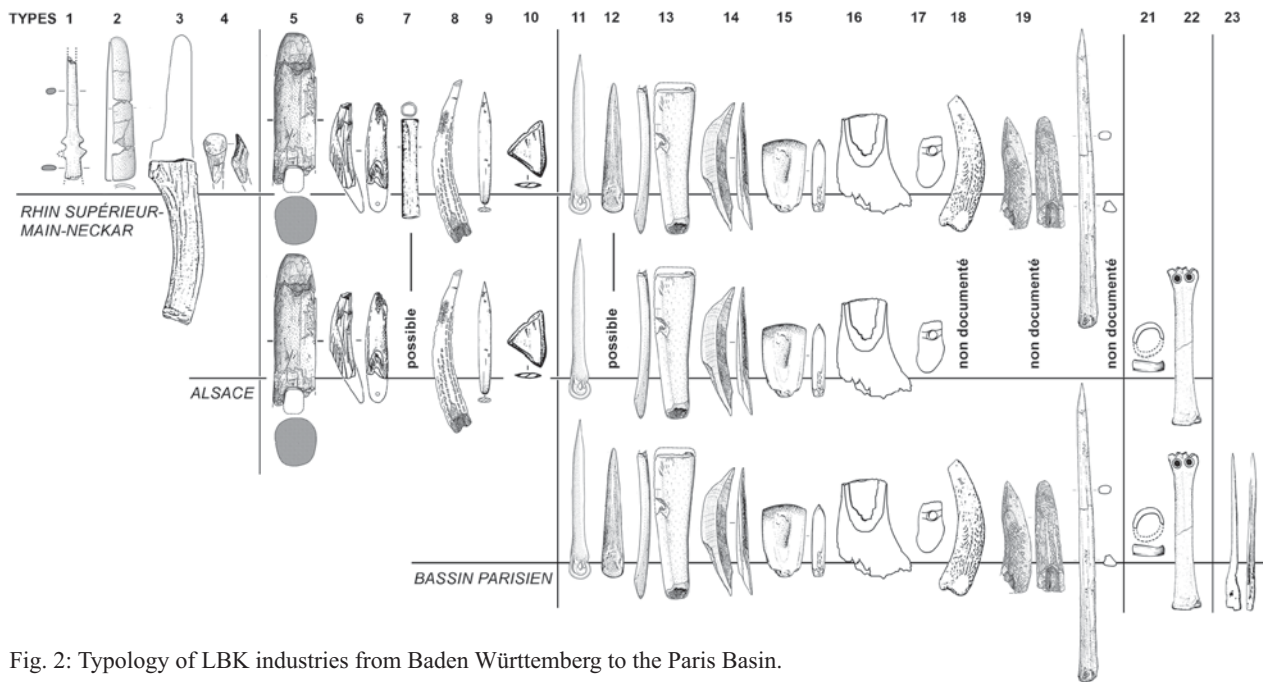 TYPES 1 2 3 4 5 6 7 8 9 10 11 12 13 14 15 16 17 18 19 21 22 23
RHIN SUPÉRIEUR-
MAIN-NECKAR
possible
possible
non documenté
non documenté
non documenté
ALSACE
BASSIN PARISIEN
Fig. 2: Typology of LBK industries from Baden Württemberg to the Paris Basin.